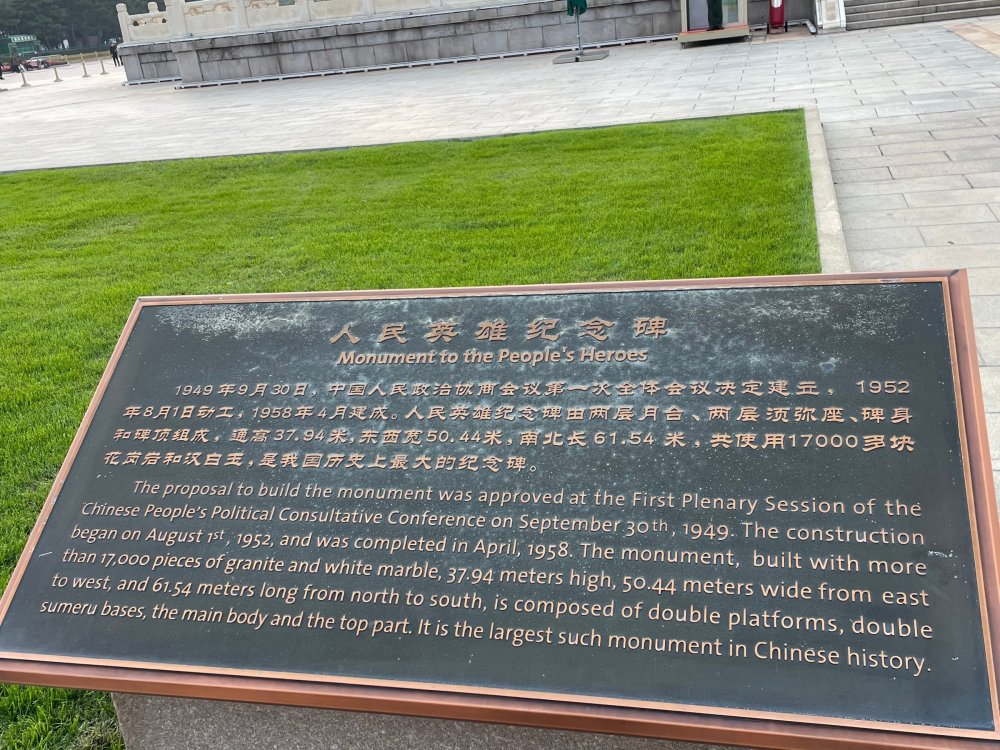 人民英雄纪念碑
Monument to the People's Heroes
1949年9月30日，中国人民政治协商会议第一次全体会议决定建立，1952
年8月1日动工，1958年4月建成。人民英雄纪念碑由两层月台、两层须弥座、碑身
和碑顶组成，通高37.94米，东西宽50.44米，南北长61.54米，共使用17000多块
花岗岩和汉白玉，是我国历史上最大的纪念碑。
The proposal to build the monument was approved at the First Plenary Session of the
Chinese People's Political Consultative Conference on September 30th, 1949. The construction
began on August 1st, 1952, and was completed in April, 1958. The monument, built with more
than 17,000 pieces of granite and white marble, 37.94 meters high, 50.44 meters wide from east
to west, and 61.54 meters long from north to south, is composed of double platforms, double
sumeru bases, the main body and the top part. It is the largest such monument in Chinese history.